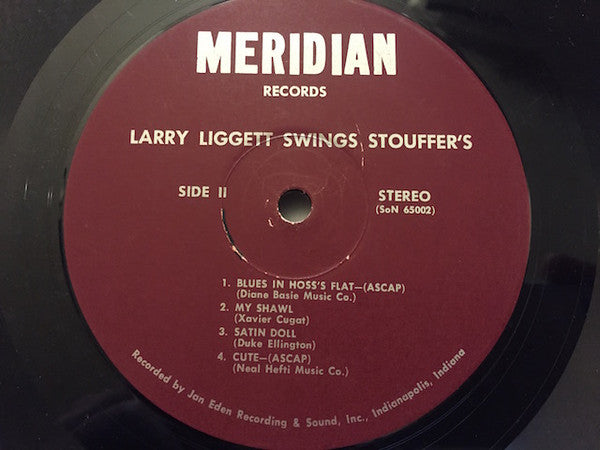 MERIDIAN
RECORDS
LARRY LIGGETT SWINGS STOUFFER'S
SIDE II
STEREO
(SoN 65002)
1. BLUES IN HOSS'S FLAT—(ASCAP)
(Diane Basie Music Co.)
2. MY SHAWL
(Xavier Cugat)
3. SATIN DOLL
(Duke Ellington)
4. CUTE—(ASCAP)
(Neal Hefti Music Co.)
Recorded by Jan Eden Recording & Sound, Inc., Indianapolis, Indiana